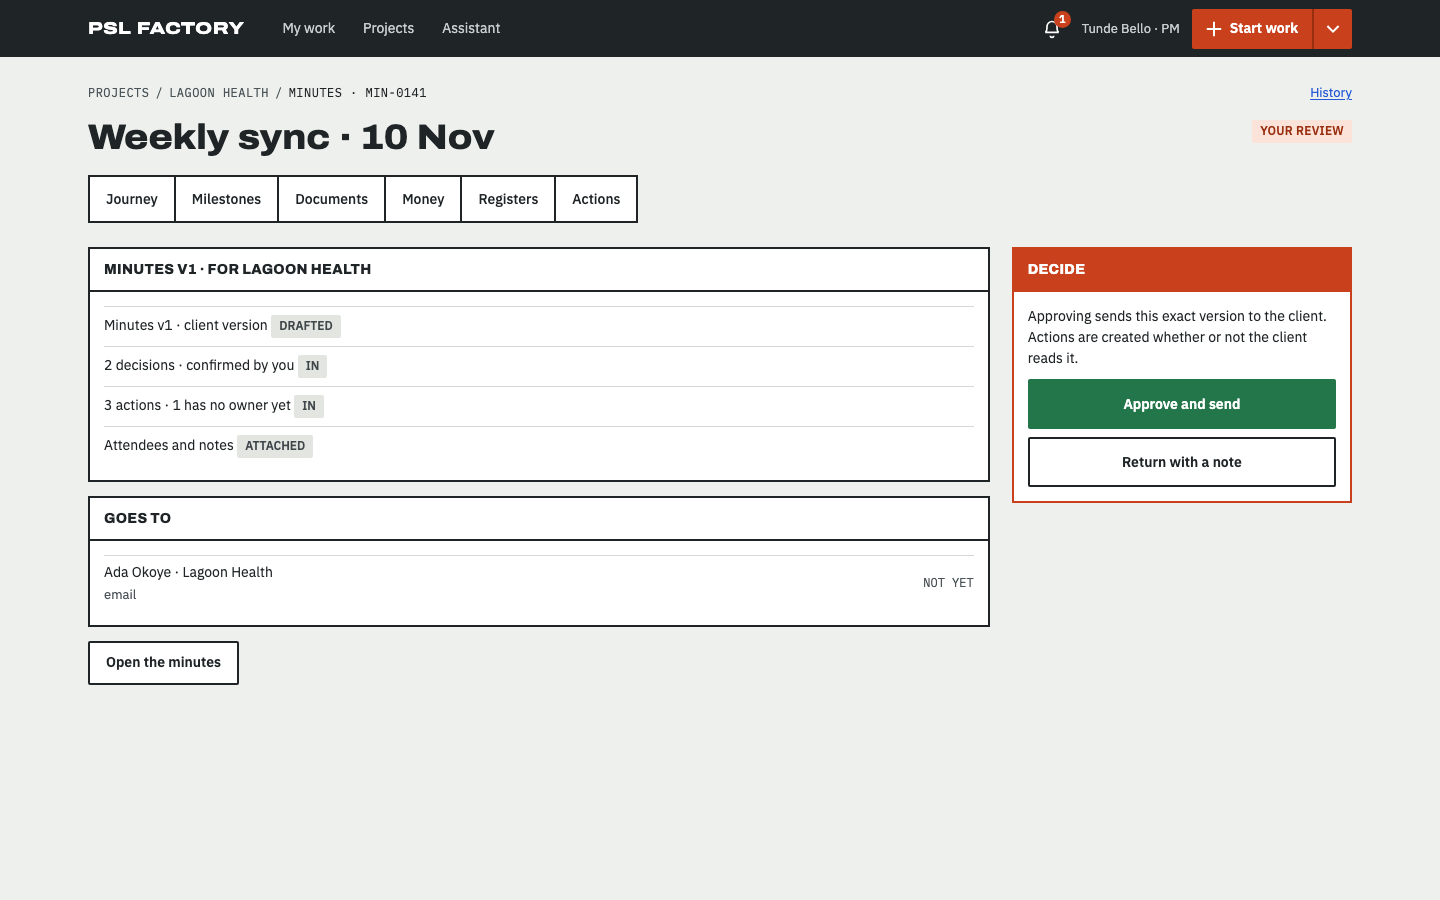 PSL FACTORY
My work
Projects
Assistant
1
Tunde Bello · PM
Start work
PROJECTS / LAGOON HEALTH / MINUTES · MIN-0141
History
Weekly sync · 10 Nov
YOUR REVIEW
Journey
Milestones
Documents
Money
Registers
Actions
MINUTES V1 · FOR LAGOON HEALTH
Minutes v1 · client version DRAFTED
2 decisions · confirmed by you IN
3 actions · 1 has no owner yet IN
Attendees and notes ATTACHED
GOES TO
Ada Okoye · Lagoon Health
email
NOT YET
Open the minutes
DECIDE
Approving sends this exact version to the client.
Actions are created whether or not the client
reads it.
Approve and send
Return with a note